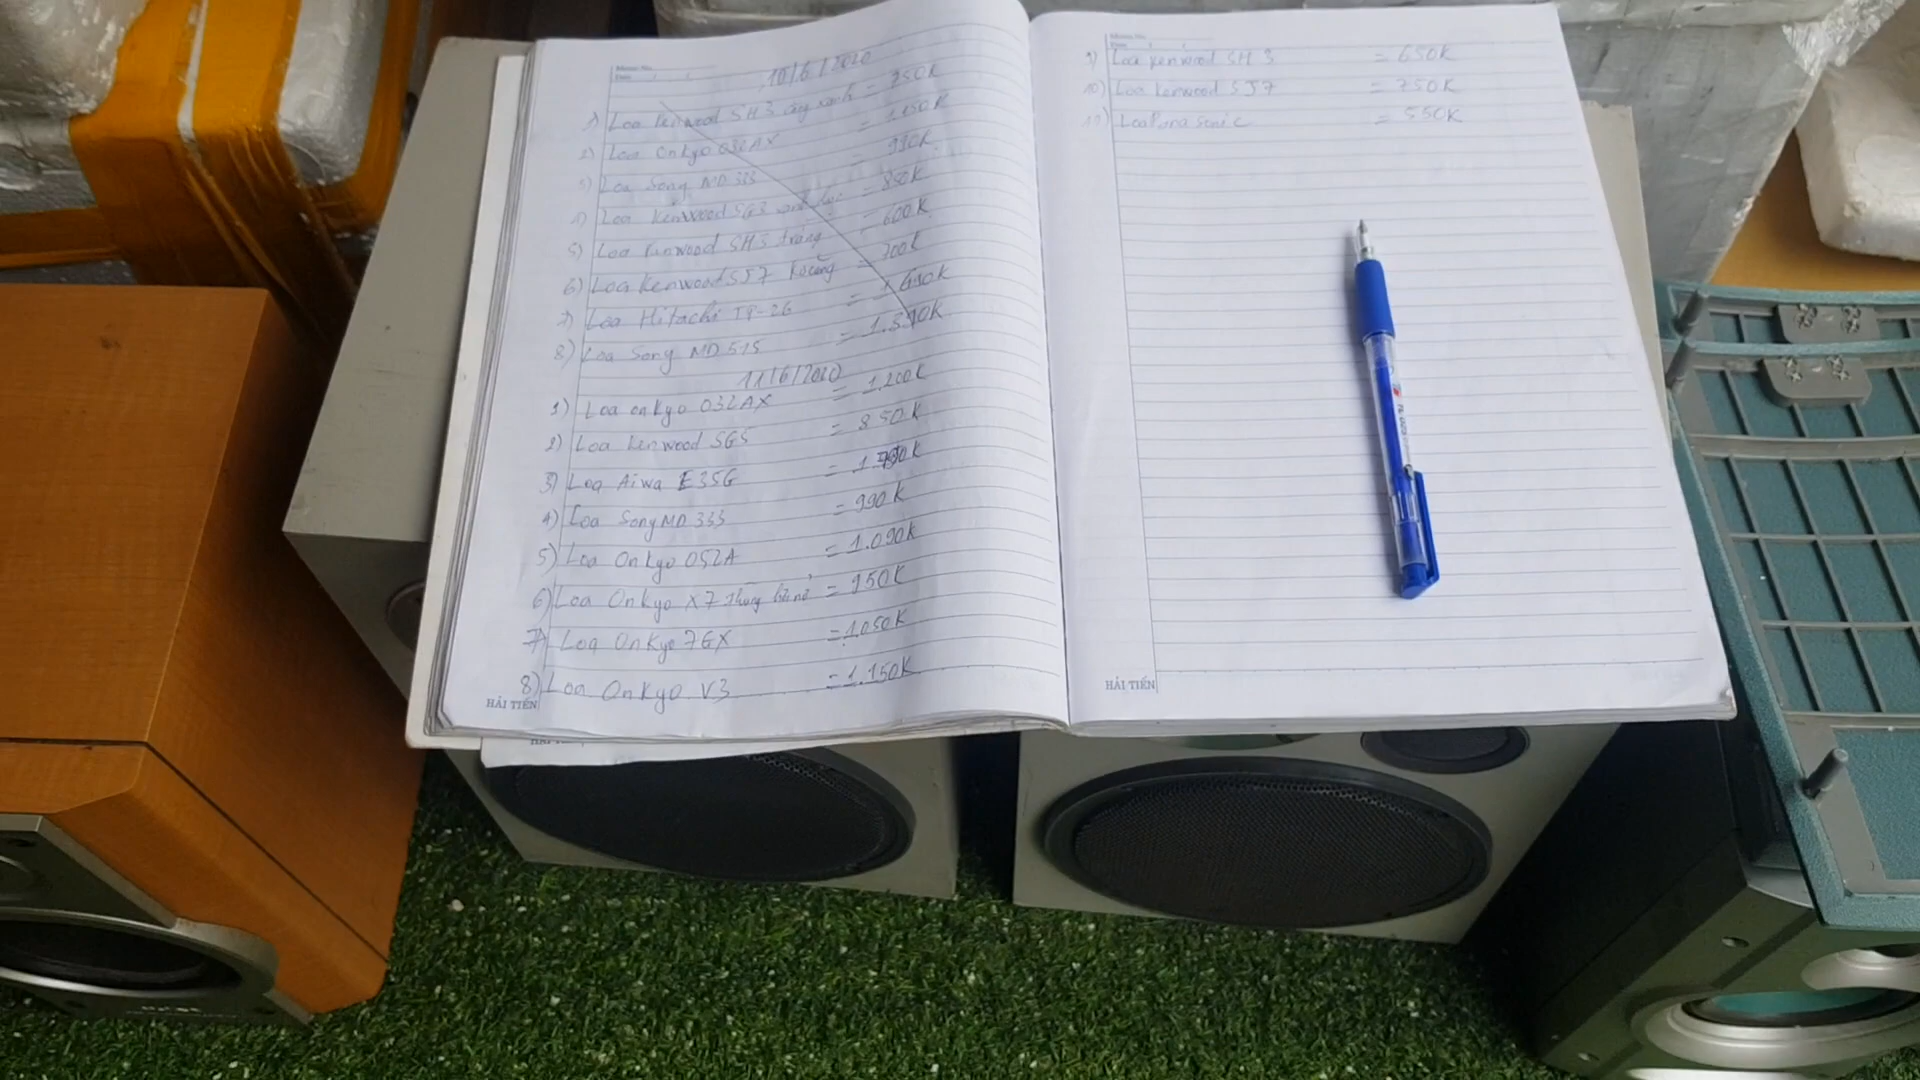 10/6/2020
1) Loa Kenwood SH3 răng xanh = 750K
2) Loa Onkyo 032AX = 1.150K
3) Loa Sony MD 333 = 990K
4) Loa Kenwood SG3 xanh = 850K
5) Loa Kenwood SH3 trắng = 600K
6) Loa Kenwood SJ7 = 700K
7) Loa Hitachi = 1.
8) Loa Sony MD 515 = 1.390K
11/6/2020
1) Loa onkyo 032AX = 1.200K
2) Loa Kenwood SG5 = 850K
3) Loa Aiwa E35G
4) Loa Sony MD 333 = 990K
5) Loa Onkyo 052A = 1.090K
6) Loa Onkyo X7 thùng = 950K
7) Loa Onkyo 7GX = 1.050K
8) Loa OnKyo V3 = 1.150K
HẢI TIẾN
9) Loa Kenwood SH3 = 650K
10) Loa Kenwood SJ7 = 750K
11) Loa Panasonic = 550K
HẢI TIẾN